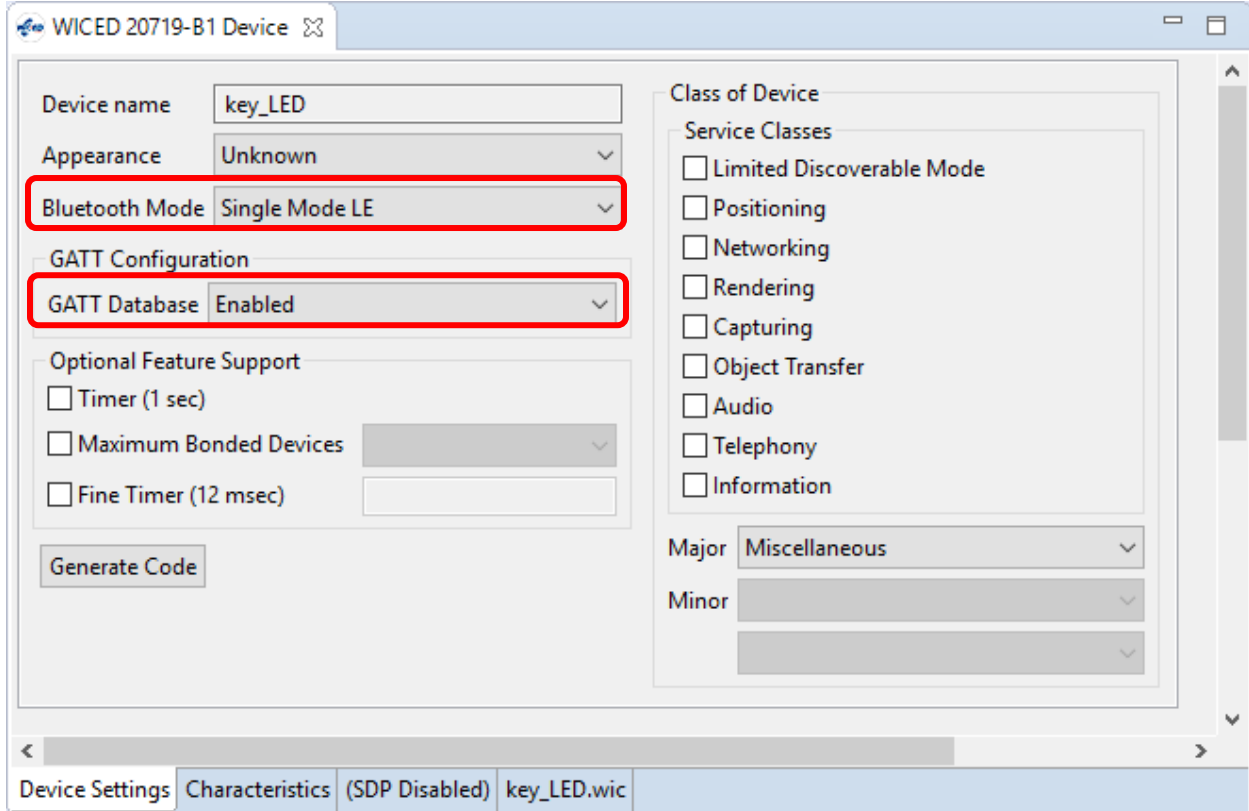 WICED 20719-B1 Device
Device name key_LED
Appearance Unknown
Bluetooth Mode Single Mode LE
GATT Configuration
GATT Database Enabled
Optional Feature Support
Timer (1 sec)
Maximum Bonded Devices
Fine Timer (12 msec)
Generate Code
Class of Device
Service Classes
Limited Discoverable Mode
Positioning
Networking
Rendering
Capturing
Object Transfer
Audio
Telephony
Information
Major Miscellaneous
Minor
Device Settings Characteristics (SDP Disabled) key_LED.wic